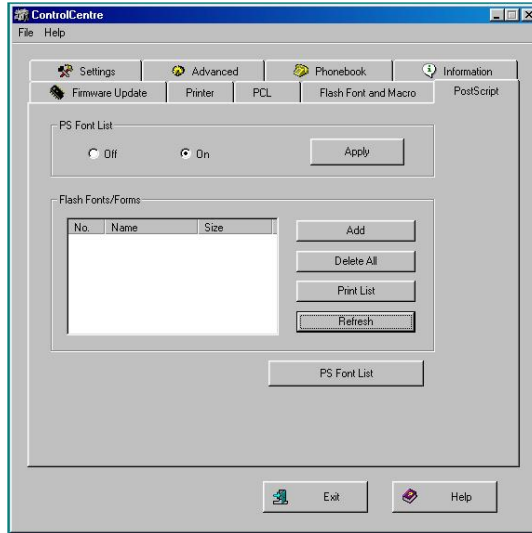 ControlCentre
File Help
Settings Advanced Phonebook Information
Firmware Update Printer PCL Flash Font and Macro PostScript
PS Font List
Off On Apply
Flash Fonts/Forms
No. Name Size
Add
Delete All
Print List
Refresh
PS Font List
Exit Help